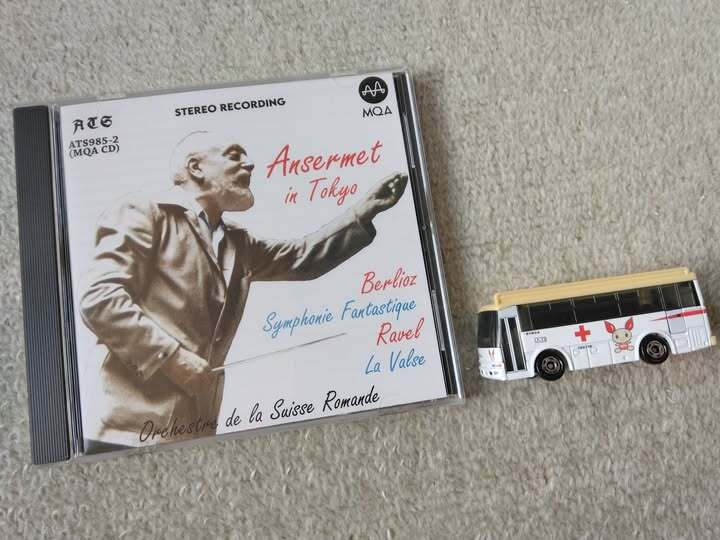 STEREO RECORDING
ATS
ATS985-2
(MQA CD)
MQA
Ansermet
in Tokyo
Berlioz
Symphonie Fantastique
Ravel
La Valse
Orchestre de la Suisse Romande